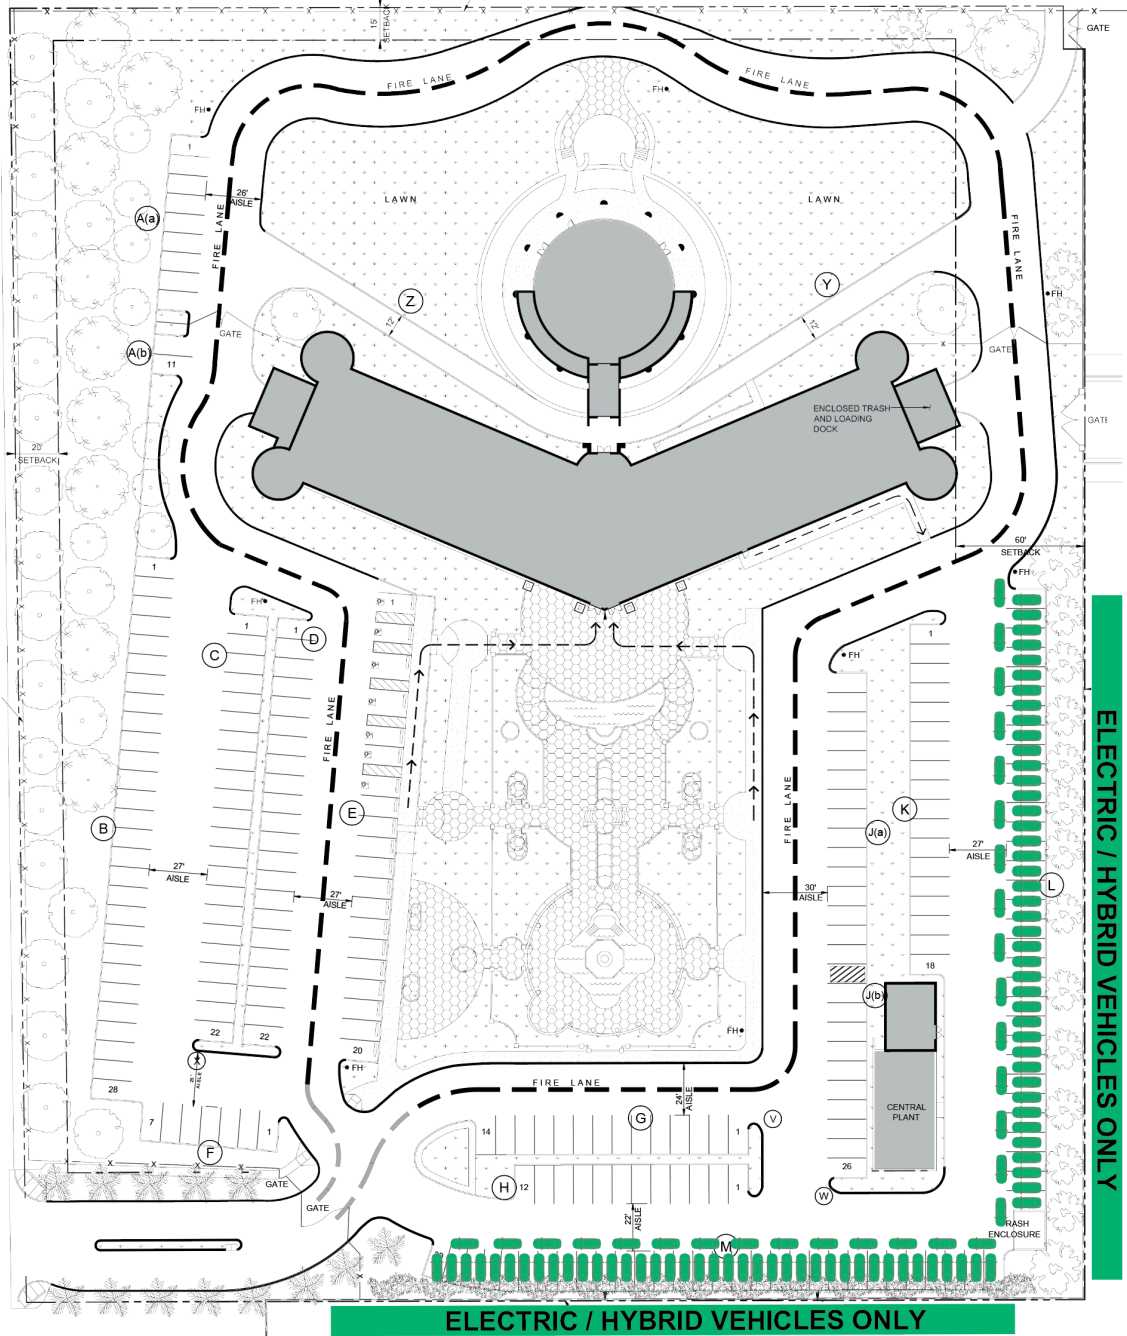 15'
SETBACK
GATE
FIRE LANE
FIRE LANE
FH
FH
1
26'
AISLE
A(a)
LAWN
LAWN
FIRE LANE
FIRE LANE
Z
Y
FH
12'
12'
GATE
GATE
A(b)
11
ENCLOSED TRASH
AND LOADING
DOCK
GATE
20'
SETBACK
60'
SETBACK
FH
1
FH
1
1
D
1
C
1
FH
FIRE LANE
E
B
K
J(a)
FIRE LANE
27'
AISLE
27'
AISLE
27'
AISLE
30'
AISLE
L
18
J(b)
22
22
FH
X
AISLE
20
FH
28
FIRE LANE
24'
AISLE
CENTRAL
PLANT
7
1
F
G
14
1
V
H
12
1
26
W
GATE
GATE
22'
AISLE
M
RASH
ENCLOSURE
ELECTRIC / HYBRID VEHICLES ONLY
ELECTRIC / HYBRID VEHICLES ONLY